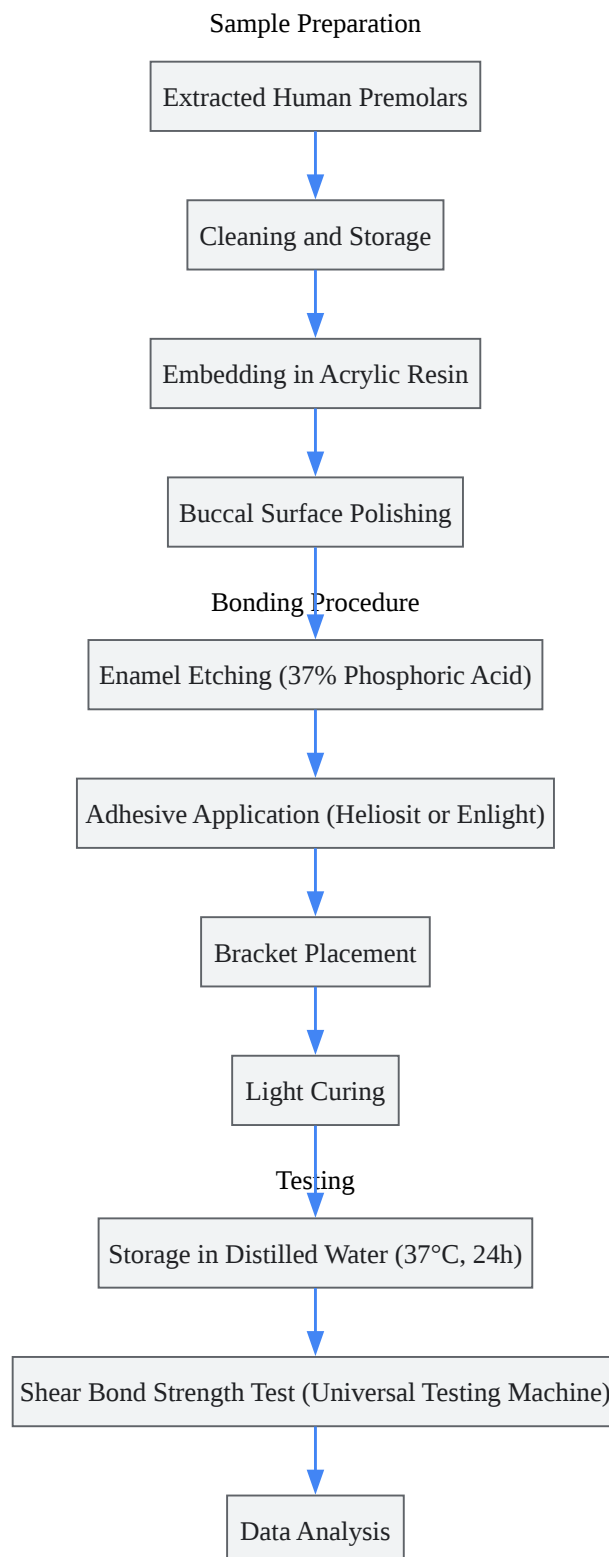 Sample Preparation
Extracted Human Premolars
Cleaning and Storage
Embedding in Acrylic Resin
Buccal Surface Polishing
Bonding Procedure
Enamel Etching (37% Phosphoric Acid)
Adhesive Application (Heliosit or Enlight)
Bracket Placement
Light Curing
Testing
Storage in Distilled Water (37°C, 24h)
Shear Bond Strength Test (Universal Testing Machine)
Data Analysis